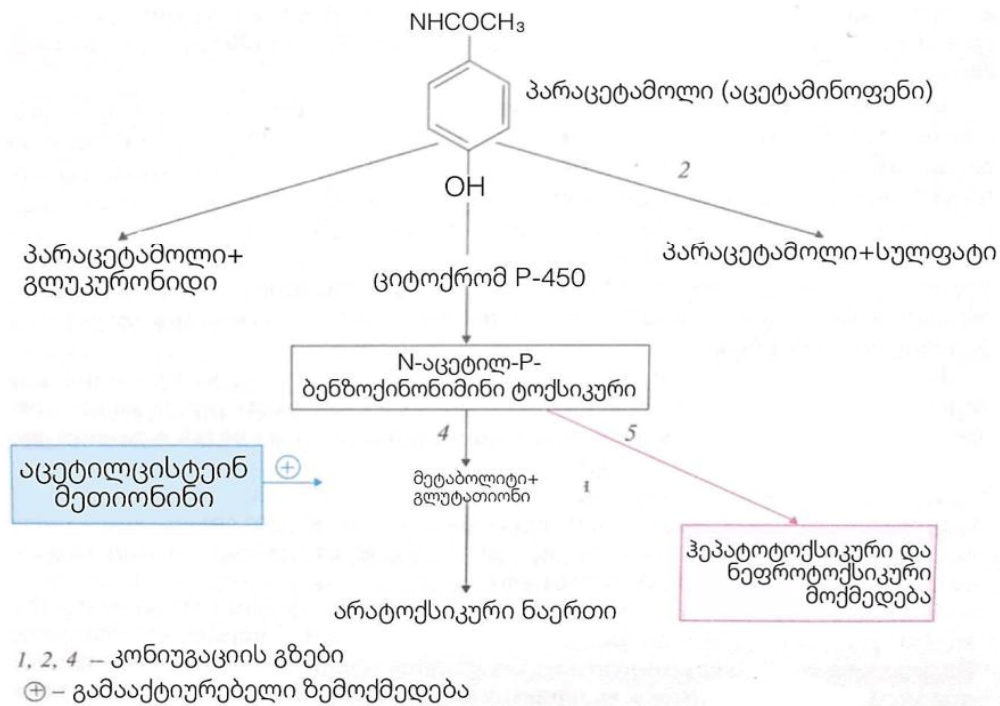 NHCOCH₃
პარაცეტამოლი (აცეტამინოფენი)
OH
2
პარაცეტამოლი+
გლუკურონიდი
პარაცეტამოლი+სულფატი
ციტოქრომ P-450
N-აცეტილ-P-
ბენზოქინონიმინი ტოქსიკური
4
5
აცეტილცისტეინ
მეთიონინი
+
მეტაბოლიტი+
გლუტათიონი
ჰეპატოტოქსიკური და
ნეფროტოქსიკური
მოქმედება
არატოქსიკური ნაერთი
1, 2, 4 – კონიუგაციის გზები
⊕ – გამააქტიურებელი ზემოქმედება